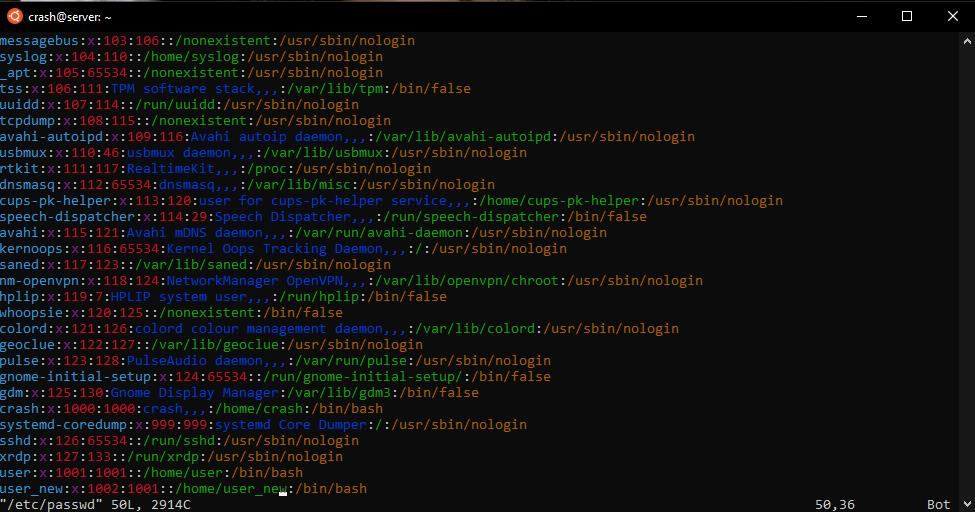 crash@server: ~
messagebus:x:103:106::/nonexistent:/usr/sbin/nologin
syslog:x:104:110::/home/syslog:/usr/sbin/nologin
_apt:x:105:65534::/nonexistent:/usr/sbin/nologin
tss:x:106:111:TPM software stack,,,:/var/lib/tpm:/bin/false
uuidd:x:107:114::/run/uuidd:/usr/sbin/nologin
tcpdump:x:108:115::/nonexistent:/usr/sbin/nologin
avahi-autoipd:x:109:116:Avahi autoip daemon,,,:/var/lib/avahi-autoipd:/usr/sbin/nologin
usbmux:x:110:46:usbmux daemon,,,:/var/lib/usbmux:/usr/sbin/nologin
rtkit:x:111:117:RealtimeKit,,,:/proc:/usr/sbin/nologin
dnsmasq:x:112:65534:dnsmasq,,,:/var/lib/misc:/usr/sbin/nologin
cups-pk-helper:x:113:120:user for cups-pk-helper service,,,:/home/cups-pk-helper:/usr/sbin/nologin
speech-dispatcher:x:114:29:Speech Dispatcher,,,:/run/speech-dispatcher:/bin/false
avahi:x:115:121:Avahi mDNS daemon,,,:/var/run/avahi-daemon:/usr/sbin/nologin
kernoops:x:116:65534:Kernel Oops Tracking Daemon,,,:/:/usr/sbin/nologin
saned:x:117:123::/var/lib/saned:/usr/sbin/nologin
nm-openvpn:x:118:124:NetworkManager OpenVPN,,,:/var/lib/openvpn/chroot:/usr/sbin/nologin
hplip:x:119:7:HPLIP system user,,,:/run/hplip:/bin/false
whoopsie:x:120:125::/nonexistent:/bin/false
colord:x:121:126:colord colour management daemon,,,:/var/lib/colord:/usr/sbin/nologin
geoclue:x:122:127::/var/lib/geoclue:/usr/sbin/nologin
pulse:x:123:128:PulseAudio daemon,,,:/var/run/pulse:/usr/sbin/nologin
gnome-initial-setup:x:124:65534::/run/gnome-initial-setup/:/bin/false
gdm:x:125:130:Gnome Display Manager:/var/lib/gdm3:/bin/false
crash:x:1000:1000:crash,,,:/home/crash:/bin/bash
systemd-coredump:x:999:999:systemd Core Dumper:/:/usr/sbin/nologin
sshd:x:126:65534::/run/sshd:/usr/sbin/nologin
xrdp:x:127:133::/run/xrdp:/usr/sbin/nologin
user:x:1001:1001::/home/user:/bin/bash
user_new:x:1002:1001::/home/user_new:/bin/bash
"/etc/passwd" 50L, 2914C 50,36 Bot